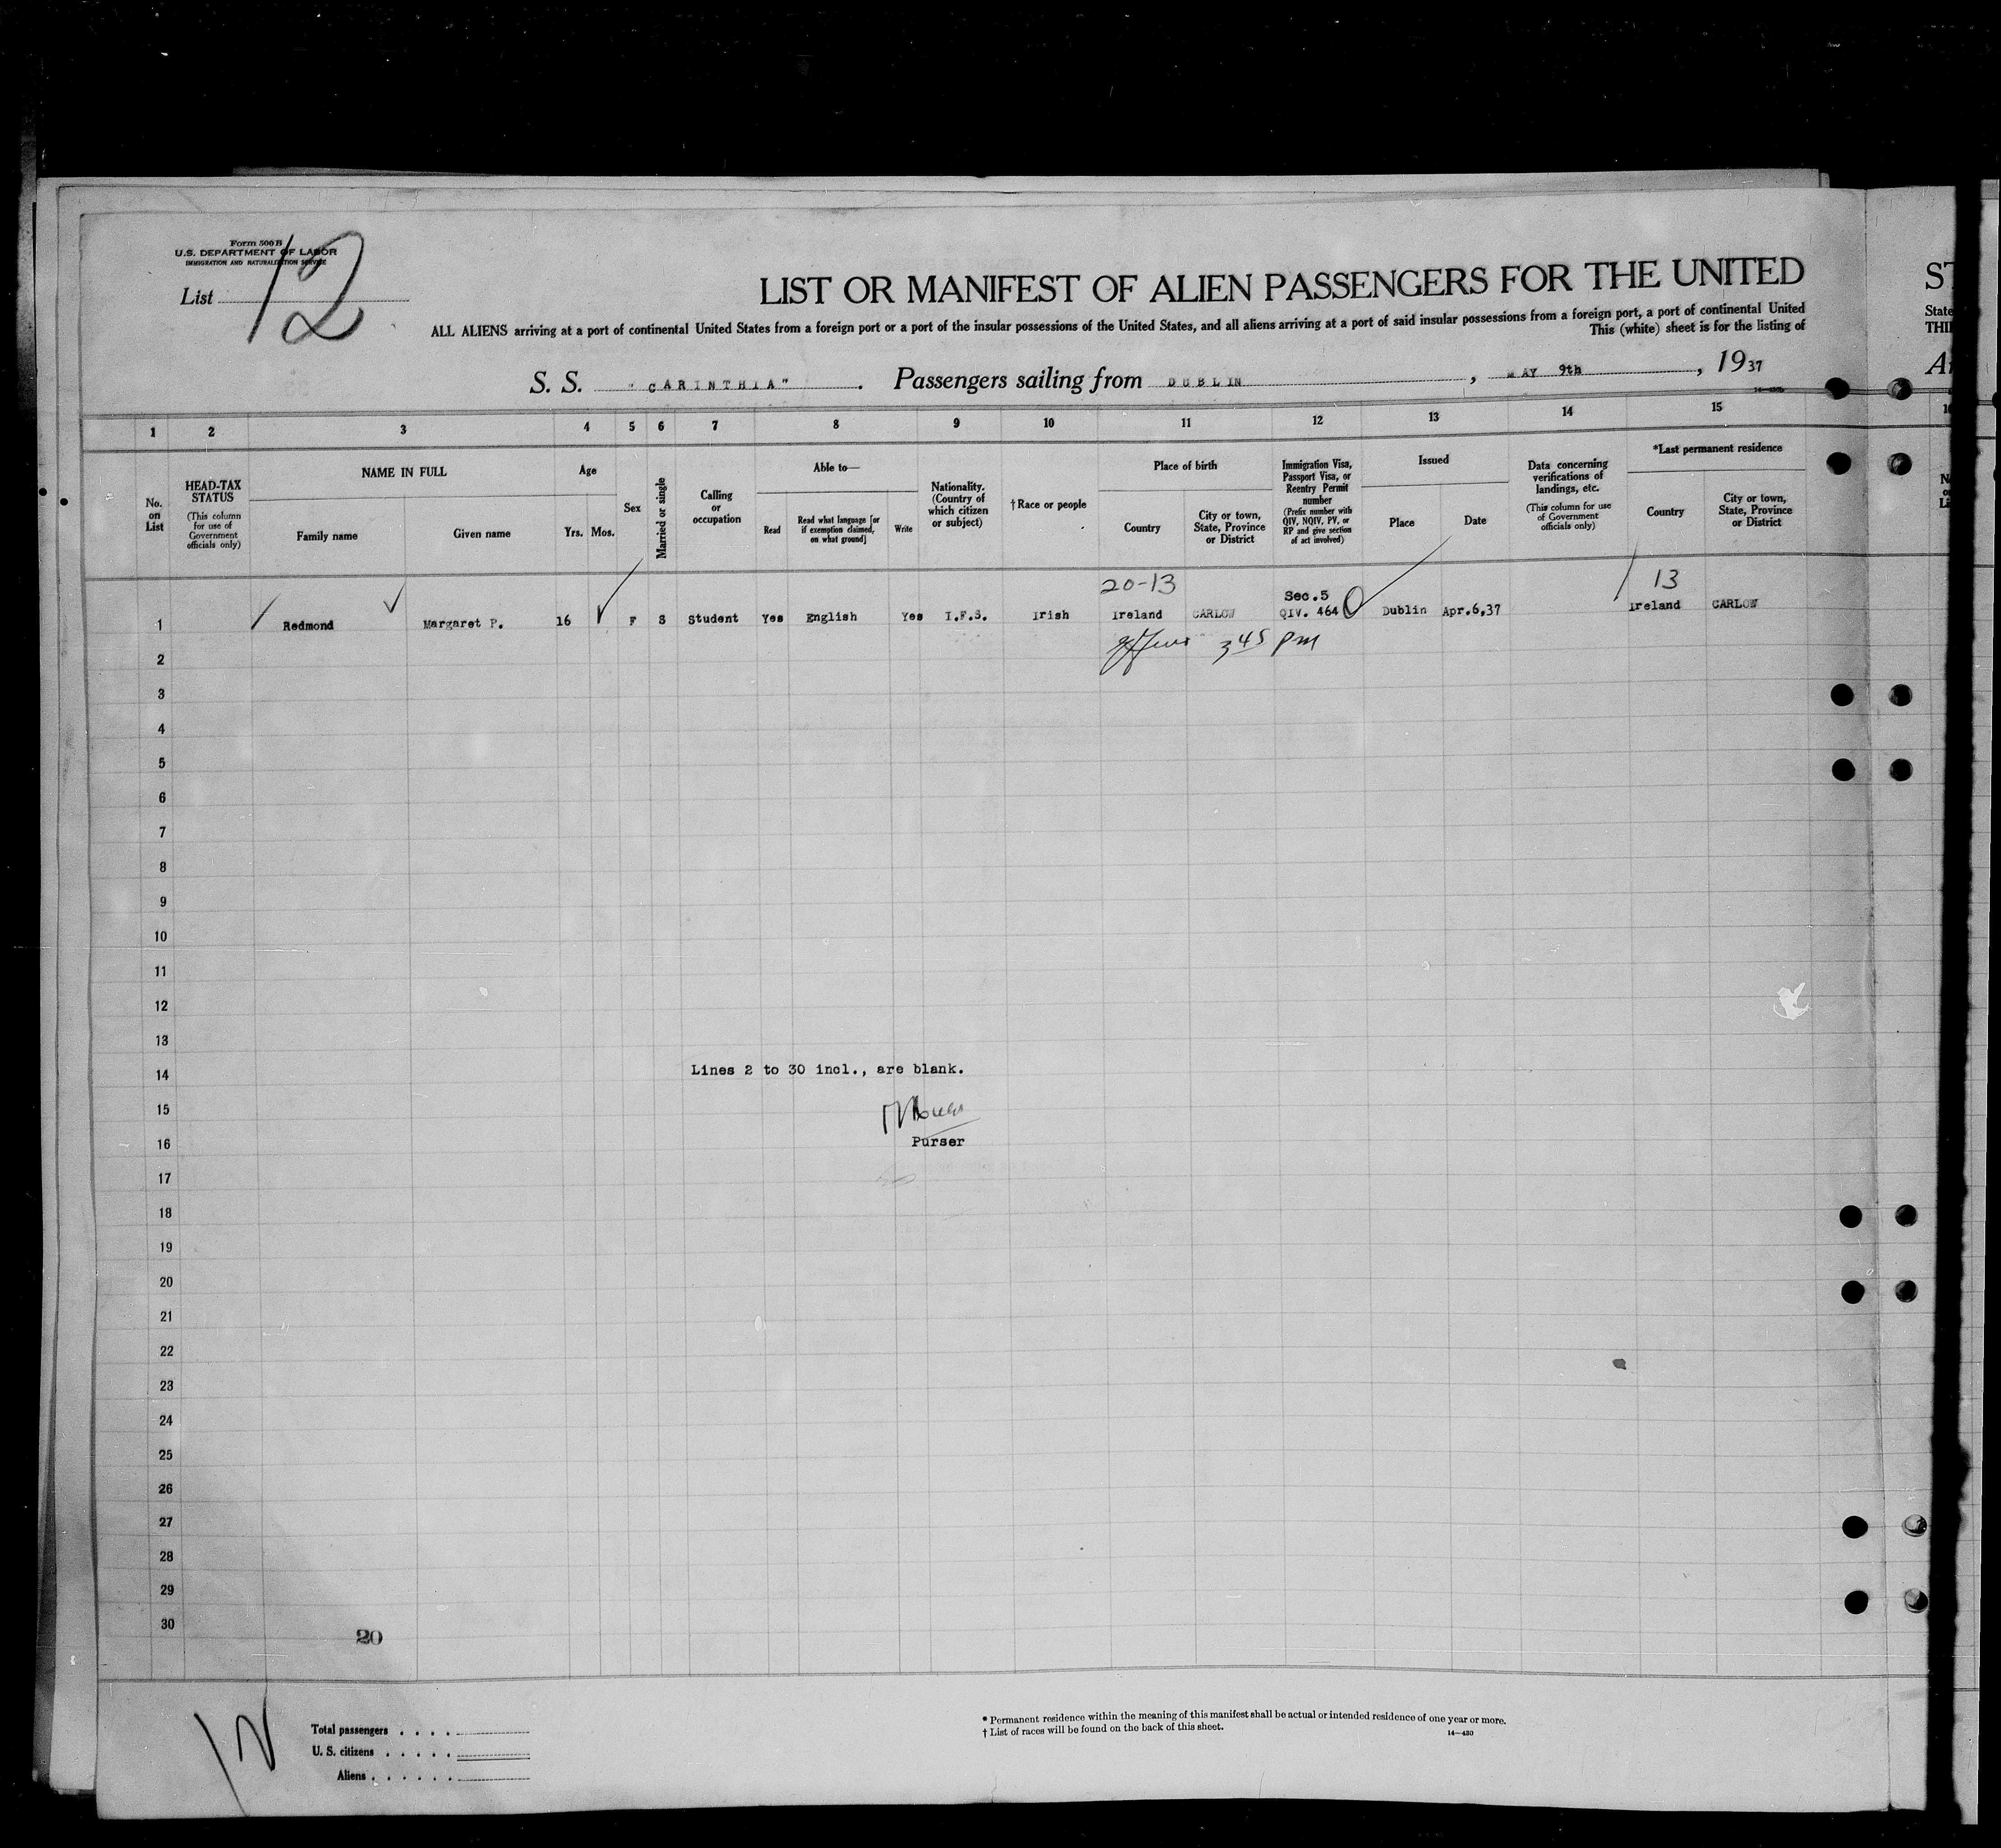 Form 500 B
U.S. DEPARTMENT OF LABOR
IMMIGRATION AND NATURALIZATION SERVICE
List 12
LIST OR MANIFEST OF ALIEN PASSENGERS FOR THE UNITED
ST
ALL ALIENS arriving at a port of continental United States from a foreign port or a port of the insular possessions of the United States, and all aliens arriving at a port of said insular possessions from a foreign port, a port of continental United
State
This (white) sheet is for the listing of
S. S. "CARINTHIA". Passengers sailing from DUBLIN, MAY 9th, 1937
1 2 3 4 5 6 7 8 9 10 11 12 13 14 15
No. on List
HEAD-TAX STATUS
(This column for use of Government officials only)
NAME IN FULL
Family name
Given name
Age
Yrs. Mos.
Sex
Married or single
Calling or occupation
Able to—
Read
Read what language [or if exemption claimed, on what ground]
Write
Nationality. (Country of which citizen or subject)
†Race or people
Place of birth
Country
City or town, State, Province or District
Immigration Visa, Passport Visa, or Reentry Permit number
(Prefix number with QIV, NQIV, PV, or RP and give section of act involved)
Issued
Place
Date
Data concerning verifications of landings, etc.
(This column for use of Government officials only)
*Last permanent residence
Country
City or town, State, Province or District
20-13
13
Sec.5
1 Redmond Margaret P. 16 F S Student Yes English Yes I.F.S. Irish Ireland CARLOW QIV. 464 Dublin Apr.6,37 Ireland CARLOW
2
3 45 pm
3
4
5
6
7
8
9
10
11
12
13
14 Lines 2 to 30 incl., are blank.
15
16 Purser
17
18
19
20
21
22
23
24
25
26
27
28
29
30
20
Total passengers
U. S. citizens
Aliens
* Permanent residence within the meaning of this manifest shall be actual or intended residence of one year or more.
† List of races will be found on the back of this sheet.
14—430